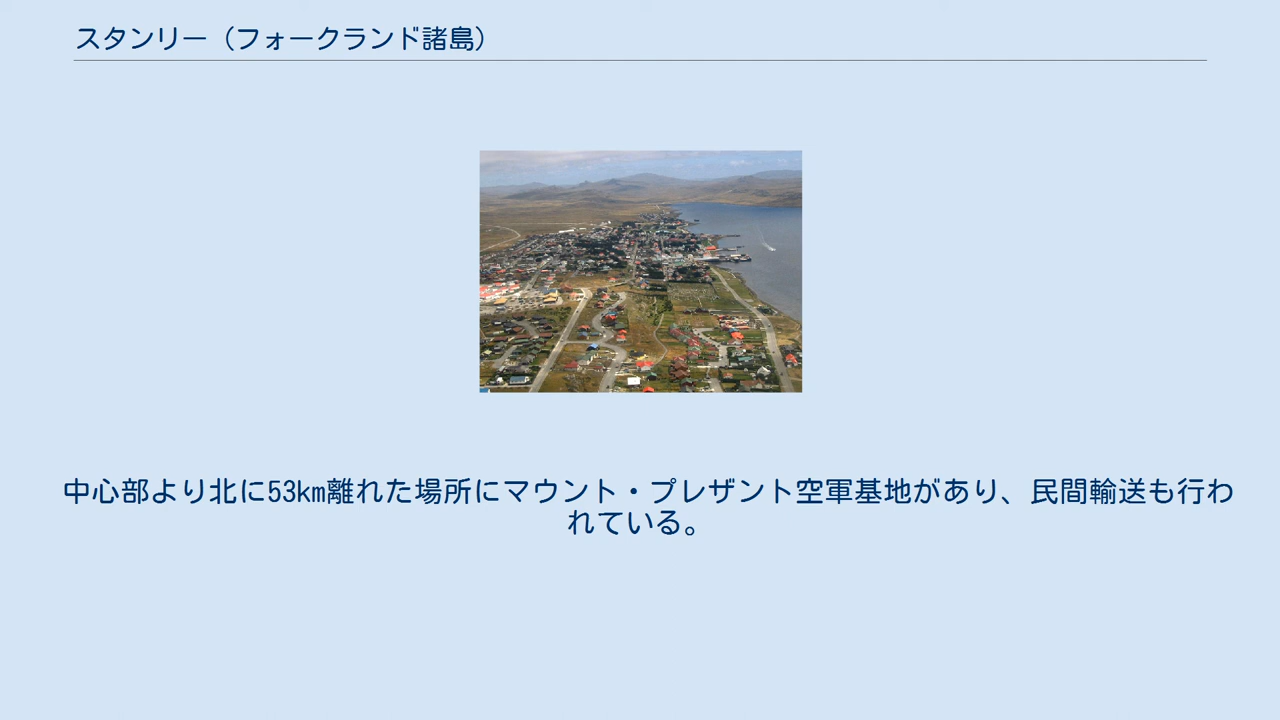 スタンリー（フォークランド諸島）
中心部より北に53km離れた場所にマウント・プレザント空軍基地があり、民間輸送も行わ
れている。